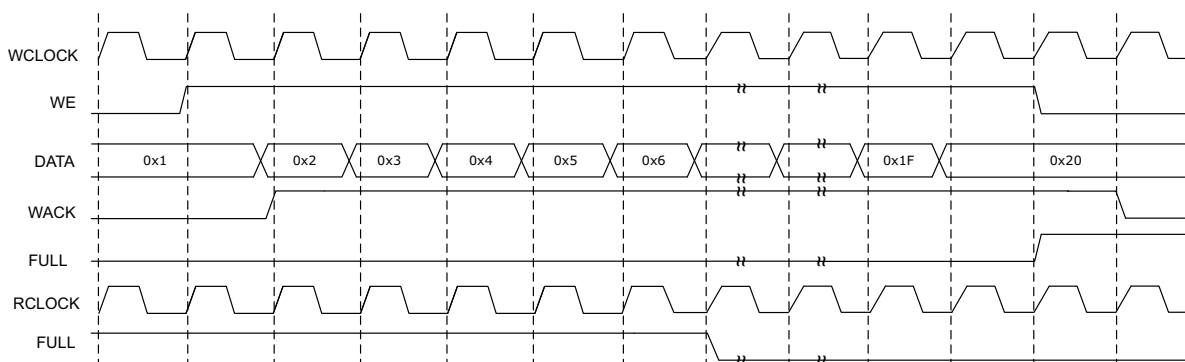 WCLOCK
WE
DATA 0x1 0x2 0x3 0x4 0x5 0x6 0x1F 0x20
WACK
FULL
RCLOCK
FULL